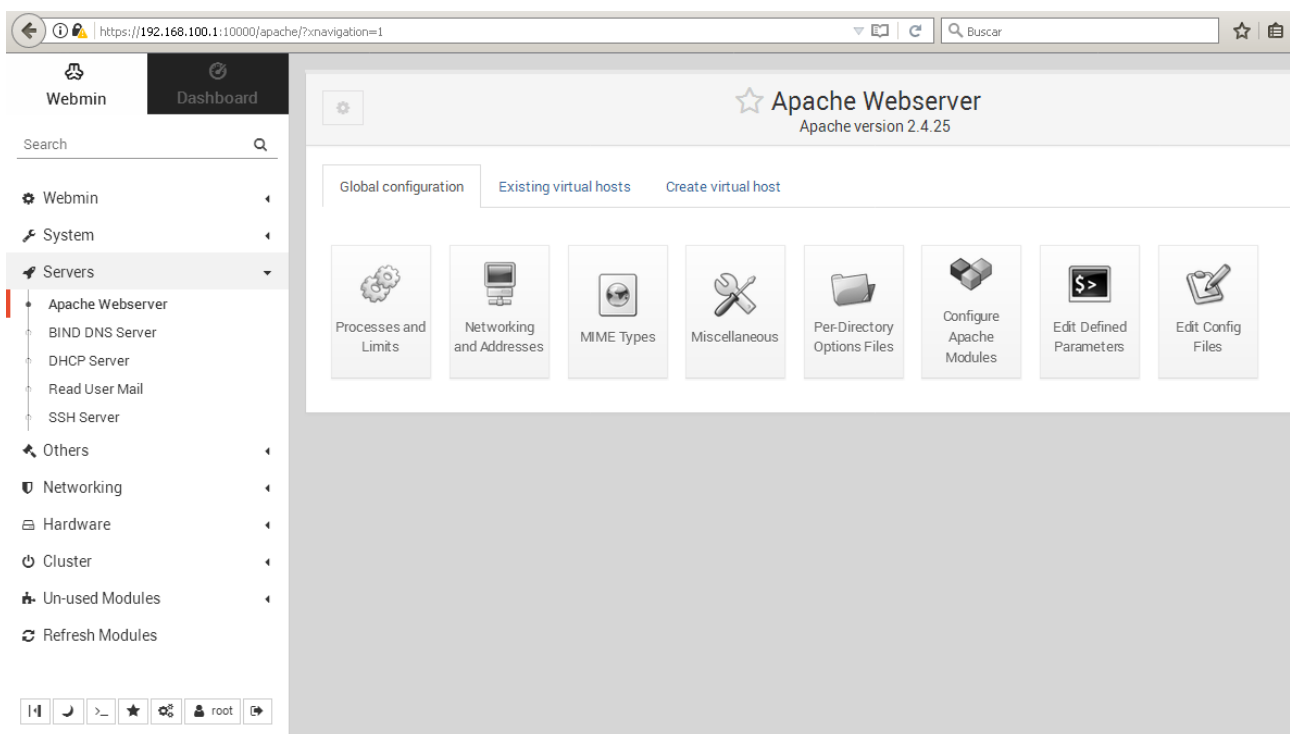 https://192.168.100.1:10000/apache/?xnavigation=1
Buscar
Webmin
Dashboard
Search
Webmin
System
Servers
Apache Webserver
BIND DNS Server
DHCP Server
Read User Mail
SSH Server
Others
Networking
Hardware
Cluster
Un-used Modules
Refresh Modules
>_
root
Apache Webserver
Apache version 2.4.25
Global configuration
Existing virtual hosts
Create virtual host
Processes and
Limits
Networking
and Addresses
MIME Types
Miscellaneous
Per-Directory
Options Files
Configure
Apache
Modules
$>
Edit Defined
Parameters
Edit Config
Files